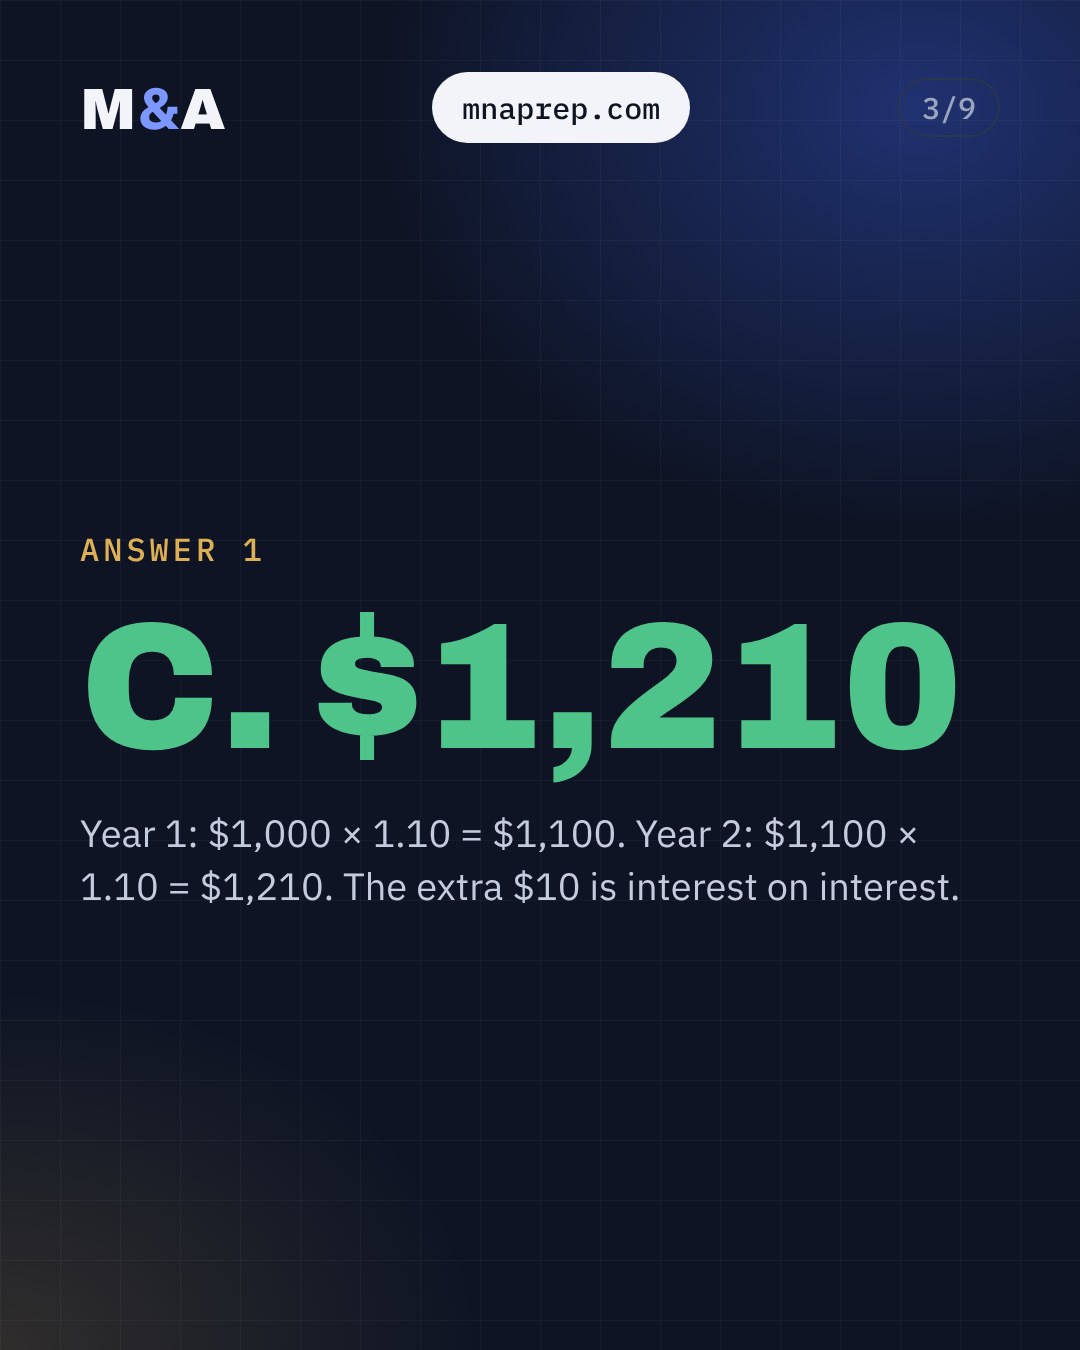 M&A
mnaprep.com
3/9
ANSWER 1
C. $1,210
Year 1: $1,000 × 1.10 = $1,100. Year 2: $1,100 ×
1.10 = $1,210. The extra $10 is interest on interest.